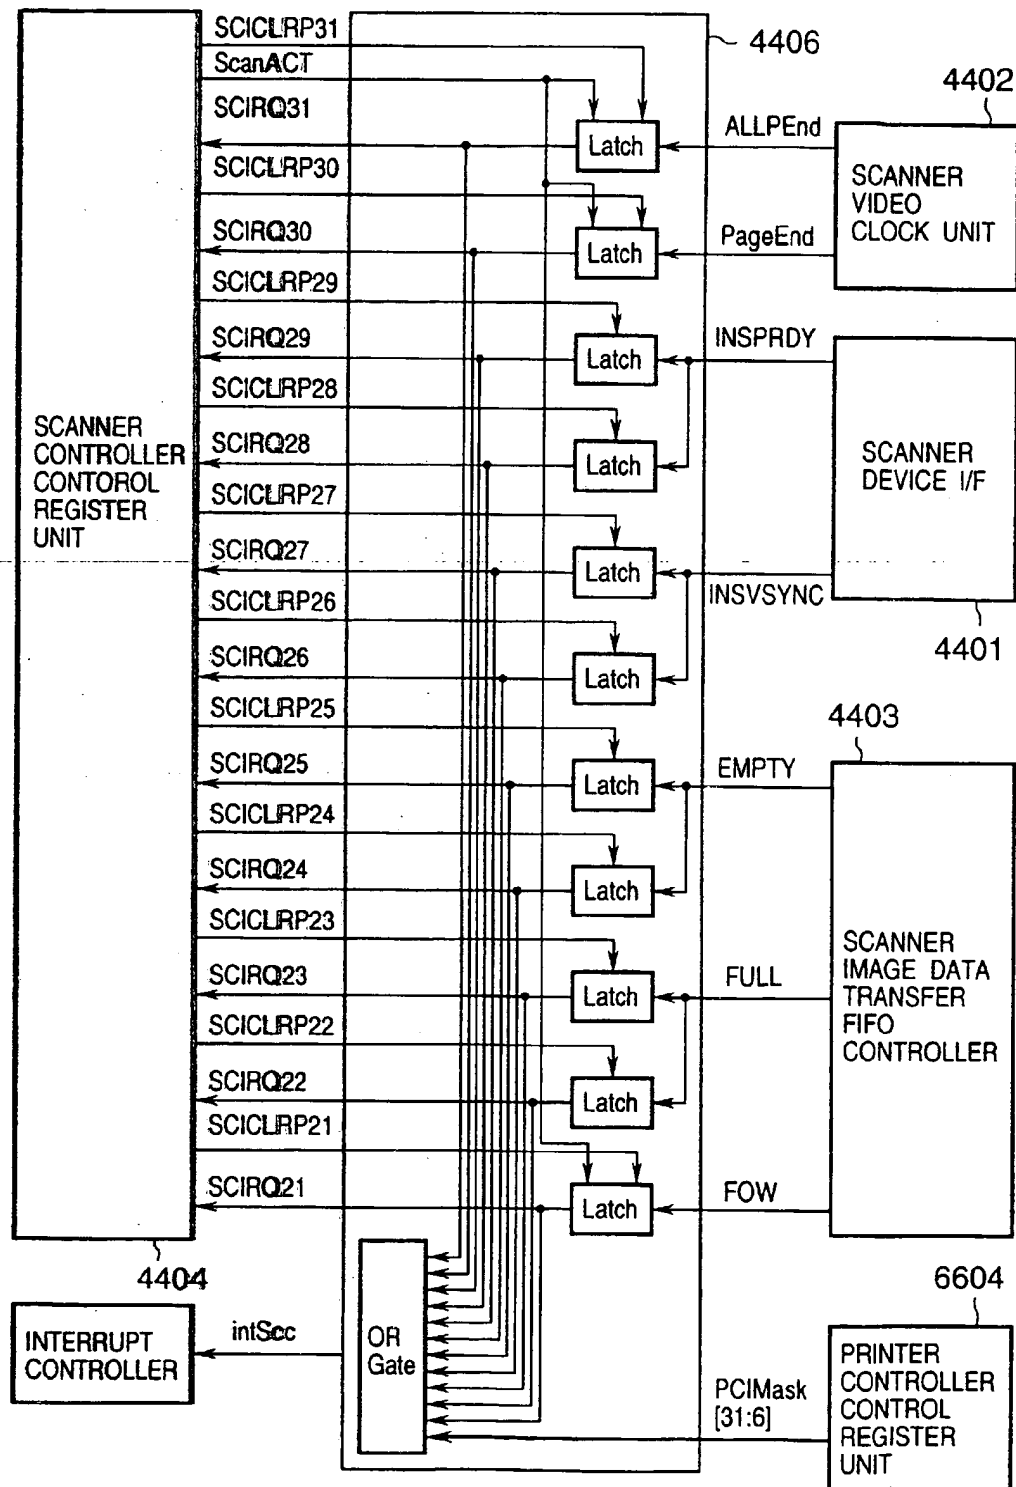 SCICLRP31
ScanACT
SCIRQ31
SCICLRP30
SCIRQ30
SCICLRP29
SCIRQ29
SCICLRP28
SCIRQ28
SCICLRP27
SCIRQ27
SCICLRP26
SCIRQ26
SCICLRP25
SCIRQ25
SCICLRP24
SCIRQ24
SCICLRP23
SCIRQ23
SCICLRP22
SCIRQ22
SCICLRP21
SCIRQ21
SCANNER
CONTROLLER
CONTOROL
REGISTER
UNIT
4404
INTERRUPT
CONTROLLER
intScc
4406
Latch
Latch
Latch
Latch
Latch
Latch
Latch
Latch
Latch
Latch
Latch
OR
Gate
ALLPEnd
PageEnd
INSPRDY
INSVSYNC
EMPTY
FULL
FOW
PCIMask
[31:6]
4402
SCANNER
VIDEO
CLOCK UNIT
SCANNER
DEVICE I/F
4401
4403
SCANNER
IMAGE DATA
TRANSFER
FIFO
CONTROLLER
6604
PRINTER
CONTROLLER
CONTROL
REGISTER
UNIT